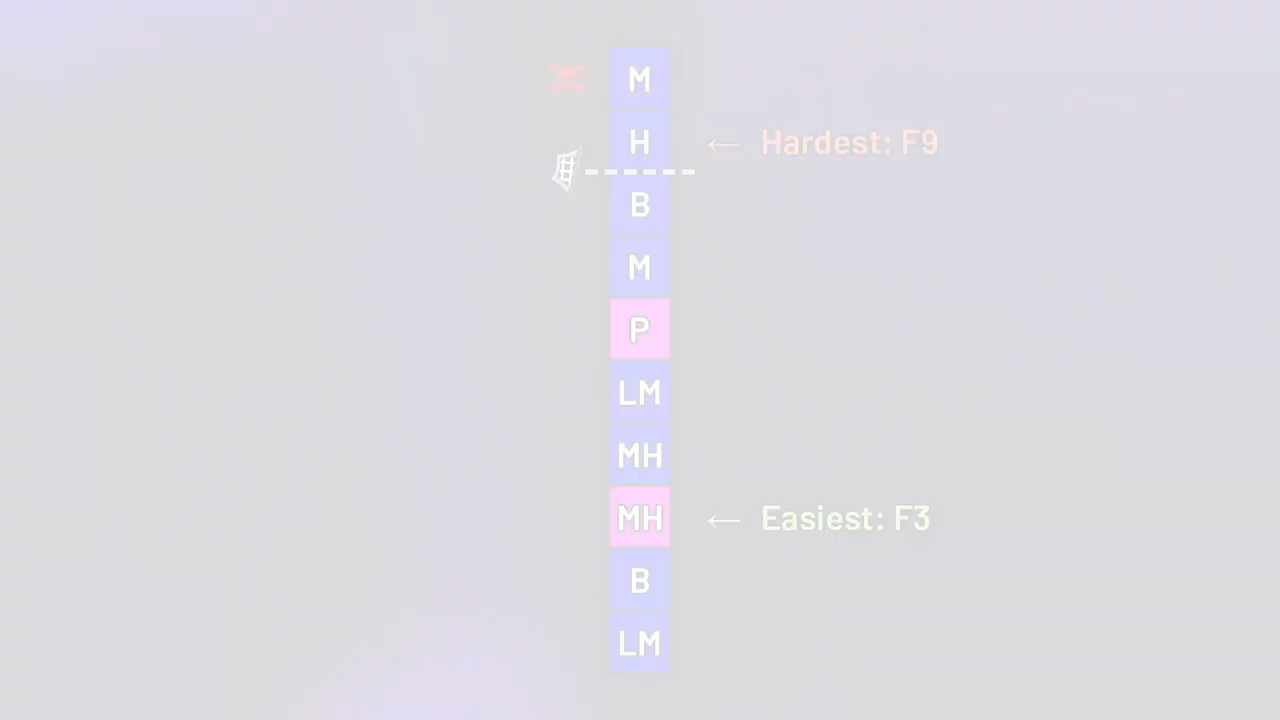 M
H
← Hardest: F9
B
M
P
LM
MH
MH
← Easiest: F3
B
LM